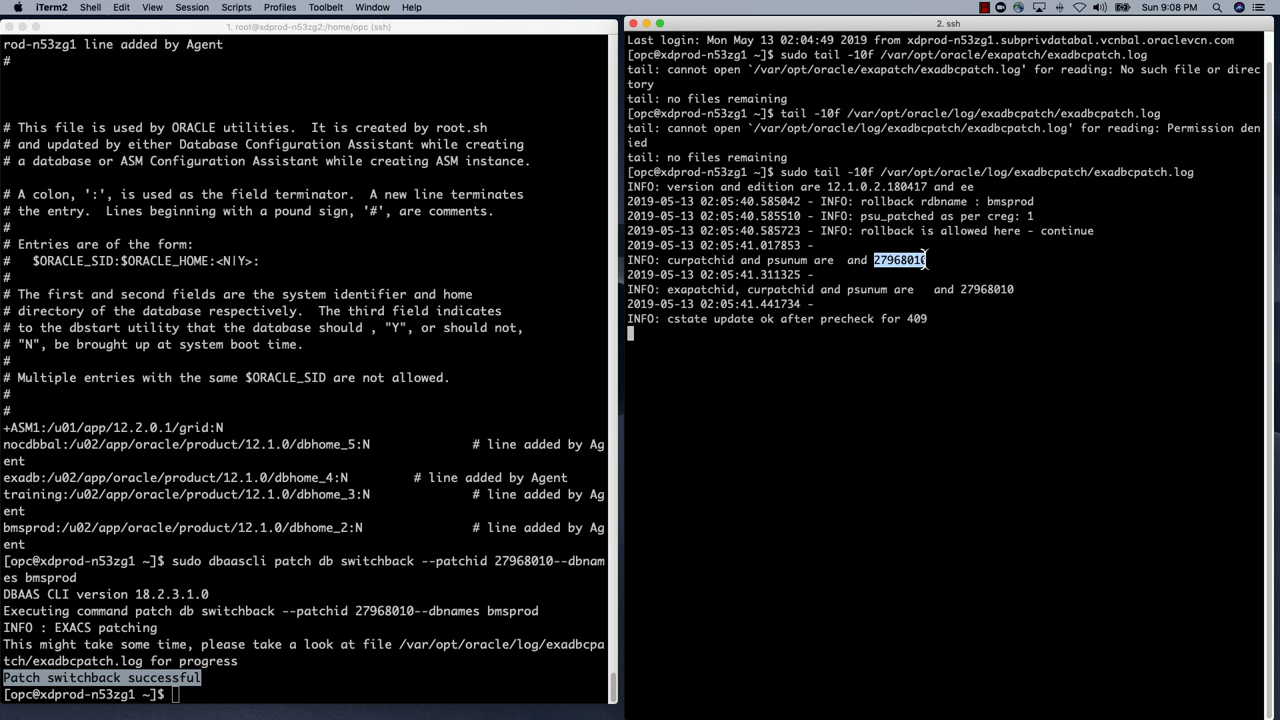 iTerm2 Shell Edit View Session Scripts Profiles Toolbelt Window Help
Sun 9:08 PM
1. root@xdprod-n53zg2:/home/opc (ssh)
rod-n53zg1 line added by Agent
#
# This file is used by ORACLE utilities.  It is created by root.sh
# and updated by either Database Configuration Assistant while creating
# a database or ASM Configuration Assistant while creating ASM instance.
# A colon, ':', is used as the field terminator.  A new line terminates
# the entry.  Lines beginning with a pound sign, '#', are comments.
#
# Entries are of the form:
#   $ORACLE_SID:$ORACLE_HOME:<N|Y>:
#
# The first and second fields are the system identifier and home
# directory of the database respectively.  The third field indicates
# to the dbstart utility that the database should , "Y", or should not,
# "N", be brought up at system boot time.
#
# Multiple entries with the same $ORACLE_SID are not allowed.
#
#
+ASM1:/u01/app/12.2.0.1/grid:N
nocdbbal:/u02/app/oracle/product/12.1.0/dbhome_5:N # line added by Ag
ent
exadb:/u02/app/oracle/product/12.1.0/dbhome_4:N # line added by Agent
training:/u02/app/oracle/product/12.1.0/dbhome_3:N # line added by Ag
ent
bmsprod:/u02/app/oracle/product/12.1.0/dbhome_2:N # line added by Ag
ent
[opc@xdprod-n53zg1 ~]$ sudo dbaascli patch db switchback --patchid 27968010--dbnam
es bmsprod
DBAAS CLI version 18.2.3.1.0
Executing command patch db switchback --patchid 27968010--dbnames bmsprod
INFO : EXACS patching
This might take some time, please take a look at file /var/opt/oracle/log/exadbcpa
tch/exadbcpatch.log for progress
Patch switchback successful
[opc@xdprod-n53zg1 ~]$
2. ssh
Last login: Mon May 13 02:04:49 2019 from xdprod-n53zg1.subprivdatabal.vcnbal.oraclevcn.com
[opc@xdprod-n53zg2 ~]$ sudo tail -10f /var/opt/oracle/exapatch/exadbcpatch.log
tail: cannot open `/var/opt/oracle/exapatch/exadbcpatch.log' for reading: No such file or direc
tory
tail: no files remaining
[opc@xdprod-n53zg2 ~]$ tail -10f /var/opt/oracle/log/exadbcpatch/exadbcpatch.log
tail: cannot open `/var/opt/oracle/log/exadbcpatch/exadbcpatch.log' for reading: Permission den
ied
tail: no files remaining
[opc@xdprod-n53zg2 ~]$ sudo tail -10f /var/opt/oracle/log/exadbcpatch/exadbcpatch.log
INFO: version and edition are 12.1.0.2.180417 and ee
2019-05-13 02:05:40.585042 - INFO: rollback rdbname : bmsprod
2019-05-13 02:05:40.585510 - INFO: psu_patched as per creg: 1
2019-05-13 02:05:40.585723 - INFO: rollback is allowed here - continue
2019-05-13 02:05:41.017853 -
INFO: curpatchid and psunum are  and 27968010
2019-05-13 02:05:41.311325 -
INFO: exapatchid, curpatchid and psunum are   and 27968010
2019-05-13 02:05:41.441734 -
INFO: cstate update ok after precheck for 409